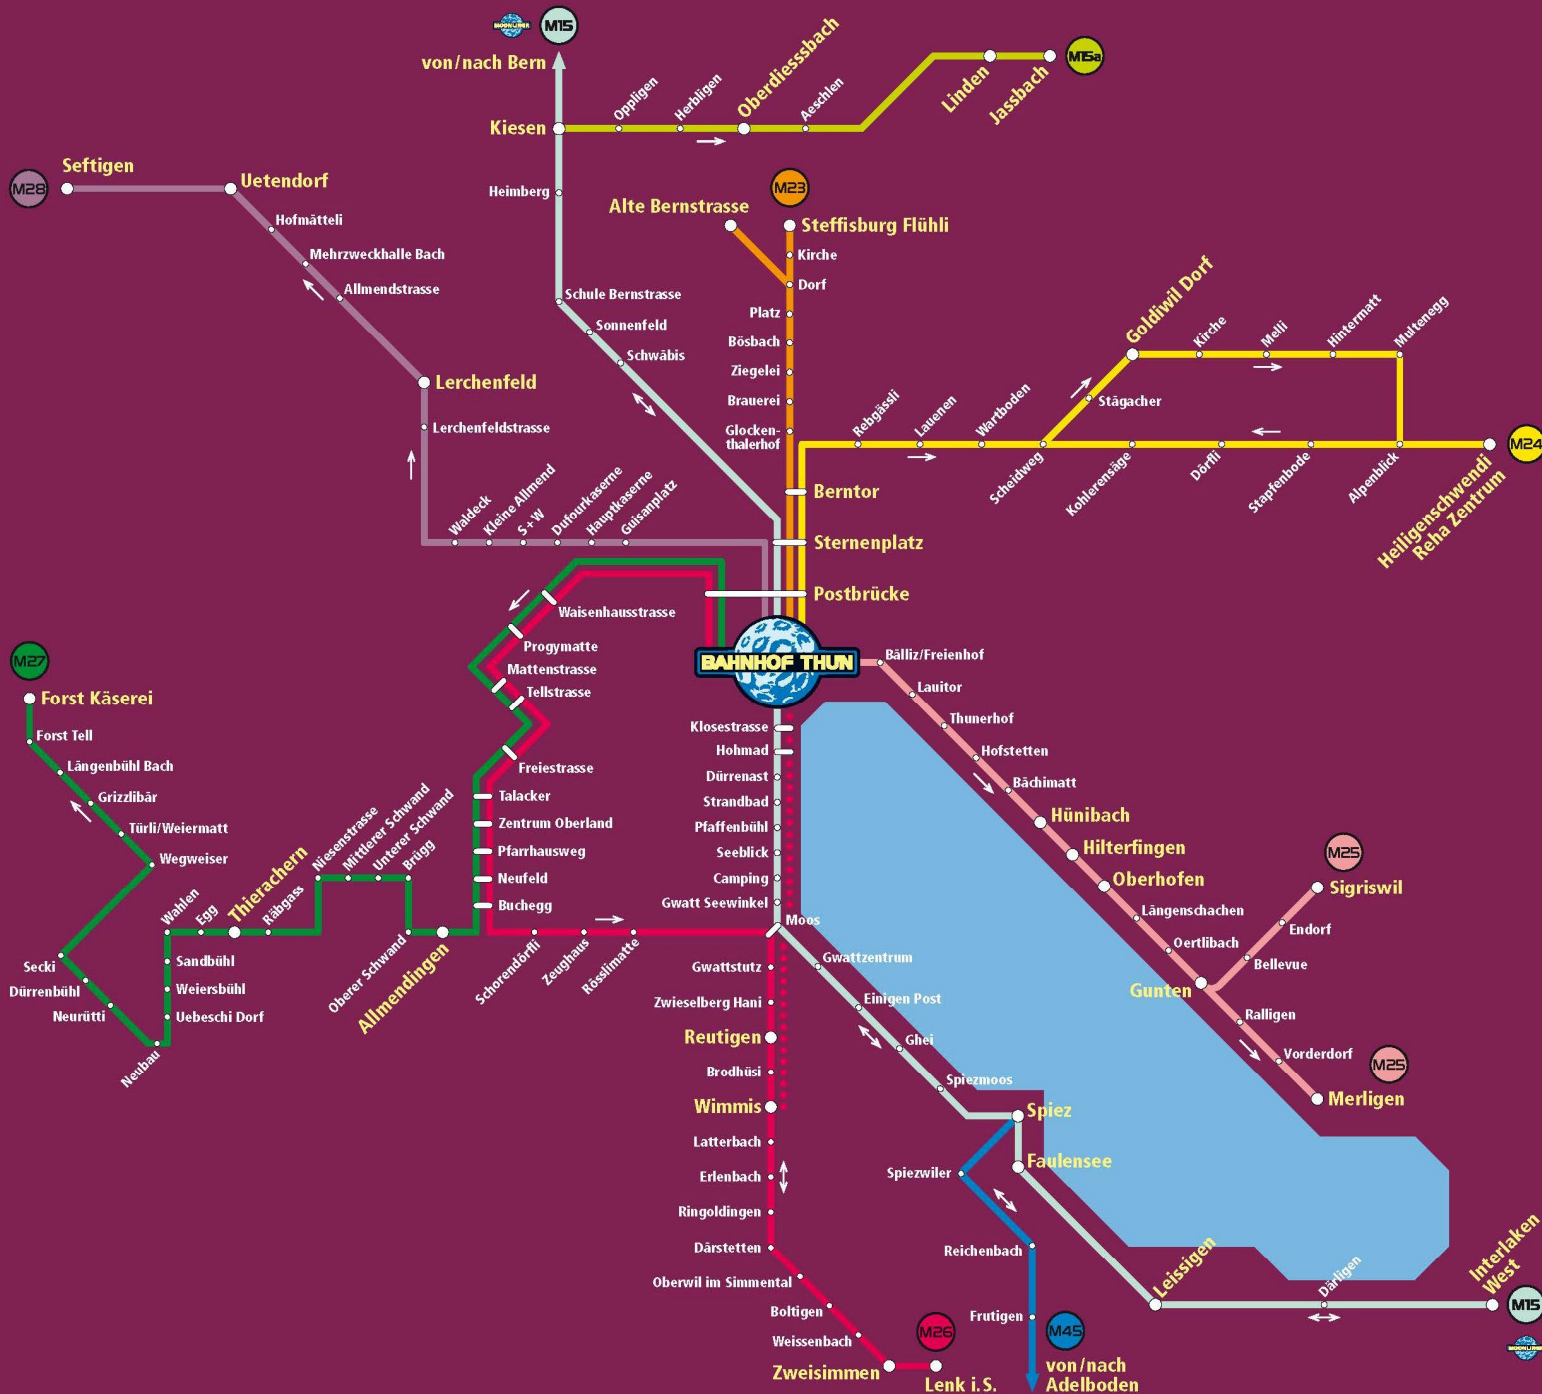 MOONLINER
M15
von/nach Bern
Oppligen
Herbligen
Oberdiesssbach
Aeschlen
Linden
Jassbach
M15a
Kiesen
Heimberg
Schule Bernstrasse
Sonnenfeld
Schwäbis
M28
Seftigen
Uetendorf
Hofmätteli
Mehrzweckhalle Bach
Allmendstrasse
Lerchenfeld
Lerchenfeldstrasse
Waldeck
Kleine Allmend
S+W
Dufourkaserne
Hauptkaserne
Guisanplatz
M23
Alte Bernstrasse
Steffisburg Flühli
Kirche
Dorf
Platz
Bösbach
Ziegelei
Brauerei
Glocken-
thalerhof
Rebgässli
Lauenen
Wartboden
Scheidweg
Stägacher
Goldiwil Dorf
Kirche
Melli
Hintermatt
Multenegg
Kohlerensäge
Dörfli
Stapfenbode
Alpenblick
Heiligenschwendi
Reha Zentrum
M24
Berntor
Sternenplatz
Postbrücke
BAHNHOF THUN
Waisenhausstrasse
Progymatte
Mattenstrasse
Tellstrasse
Freiestrasse
Talacker
Zentrum Oberland
Pfarrhausweg
Neufeld
Buchegg
M27
Forst Käserei
Forst Tell
Längenbühl Bach
Grizzlibär
Türli/Weiermatt
Wegweiser
Secki
Dürrenbühl
Neurütti
Neubau
Uebeschi Dorf
Weiersbühl
Sandbühl
Wahlen
Egg
Thierachern
Räbgass
Niesenstrasse
Mittlerer Schwand
Unterer Schwand
Brügg
Oberer Schwand
Allmendingen
Schorendörfli
Zeughaus
Rösslimatte
Klosestrasse
Hohmad
Dürrenast
Strandbad
Pfaffenbühl
Seeblick
Camping
Gwatt Seewinkel
Moos
Gwattstutz
Zwieselberg Hani
Reutigen
Brodhüsi
Wimmis
Latterbach
Erlenbach
Ringoldingen
Därstetten
Oberwil im Simmental
Boltigen
Weissenbach
Zweisimmen
Lenk i.S.
M26
Bälliz/Freienhof
Lauitor
Thunerhof
Hofstetten
Bächimatt
Hünibach
Hilterfingen
Oberhofen
Längenschachen
Oertlibach
Gunten
Bellevue
Endorf
Sigriswil
M25
Ralligen
Vorderdorf
Merligen
M25
Gwattzentrum
Einigen Post
Ghei
Spiezmoos
Spiez
Faulensee
Spiezwiler
Reichenbach
Frutigen
M45
von/nach
Adelboden
Leissigen
Därligen
Interlaken
West
M15
MOONLINER